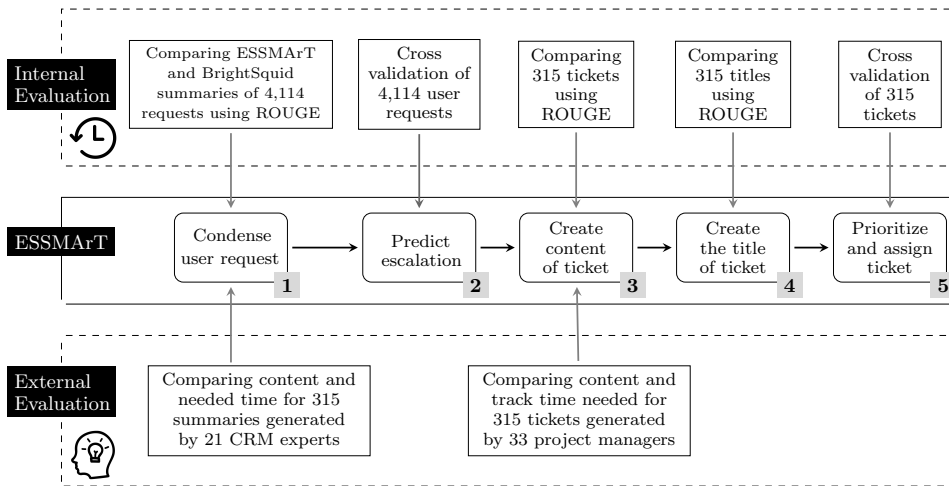 Internal
Evaluation
Comparing ESSMArT
and BrightSquid
summaries of 4,114
requests using ROUGE
Cross
validation of
4,114 user
requests
Comparing
315 tickets
using
ROUGE
Comparing
315 titles
using
ROUGE
Cross
validation
of 315
tickets
ESSMArT
Condense
user request
1
Predict
escalation
2
Create
content
of ticket
3
Create
the title
of ticket
4
Prioritize
and assign
ticket
5
External
Evaluation
Comparing content and
needed time for 315
summaries generated
by 21 CRM experts
Comparing content and
track time needed for
315 tickets generated
by 33 project managers